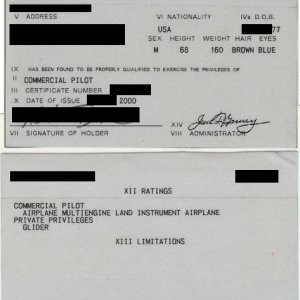 V ADDRESS VI NATIONALITY IVa D.O.B.
USA 77
SEX HEIGHT WEIGHT HAIR EYES
M 68 160 BROWN BLUE
IX HAS BEEN FOUND TO BE PROPERLY QUALIFIED TO EXERCISE THE PRIVILEGES OF
II COMMERCIAL PILOT
III CERTIFICATE NUMBER
X DATE OF ISSUE 2000
XIV
VII SIGNATURE OF HOLDER VIII ADMINISTRATOR
XII RATINGS
COMMERCIAL PILOT
AIRPLANE MULTIENGINE LAND INSTRUMENT AIRPLANE
PRIVATE PRIVILEGES
GLIDER
XIII LIMITATIONS